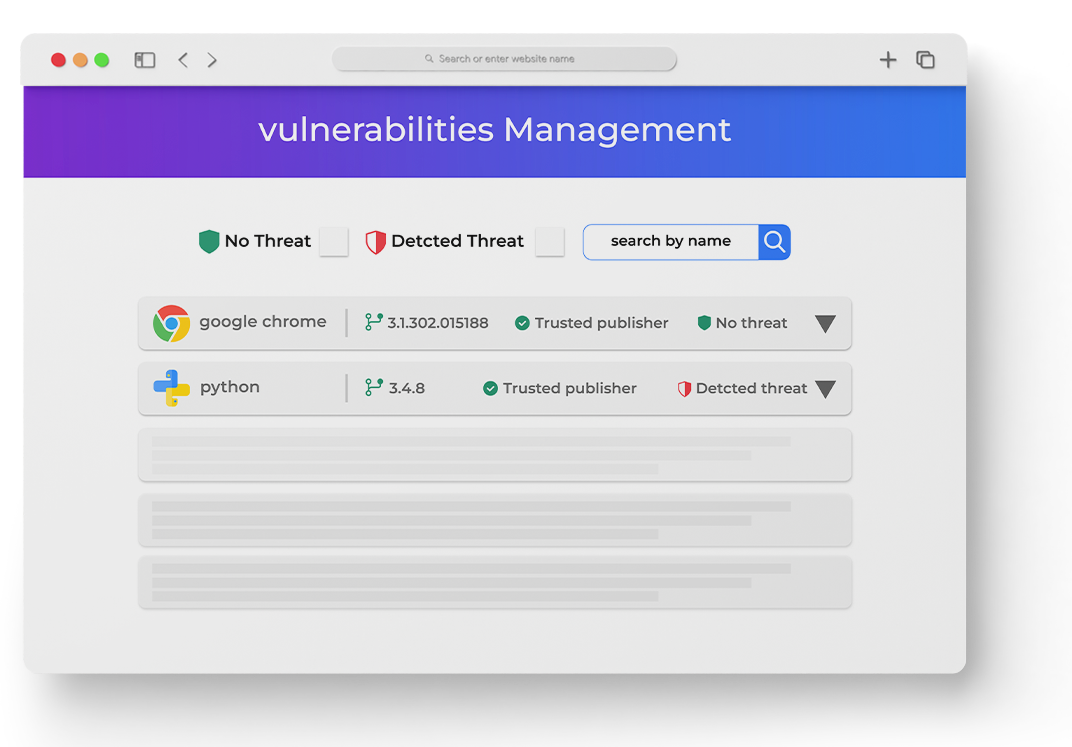 Search or enter website name
vulnerabilities Management
No Threat Detcted Threat search by name
google chrome 3.1.302.015188 Trusted publisher No threat
python 3.4.8 Trusted publisher Detcted threat